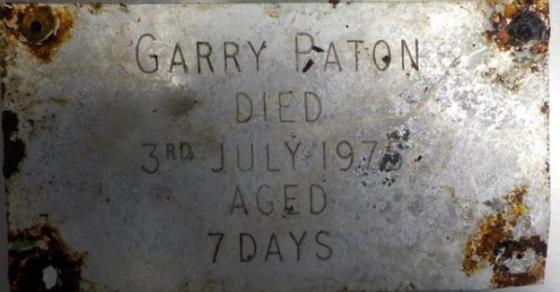 GARRY PATON
DIED
3RD JULY
AGED
7 DAYS